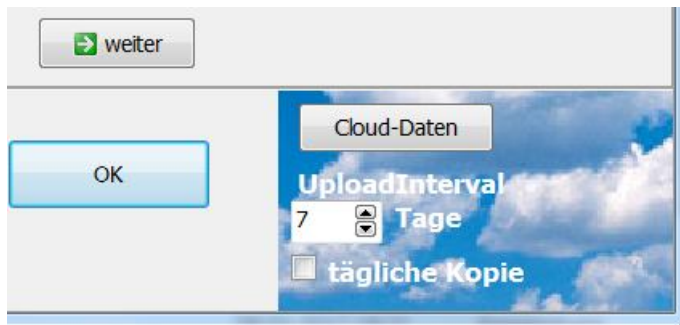 weiter
Cloud-Daten
OK
UploadInterval
7 Tage
tägliche Kopie